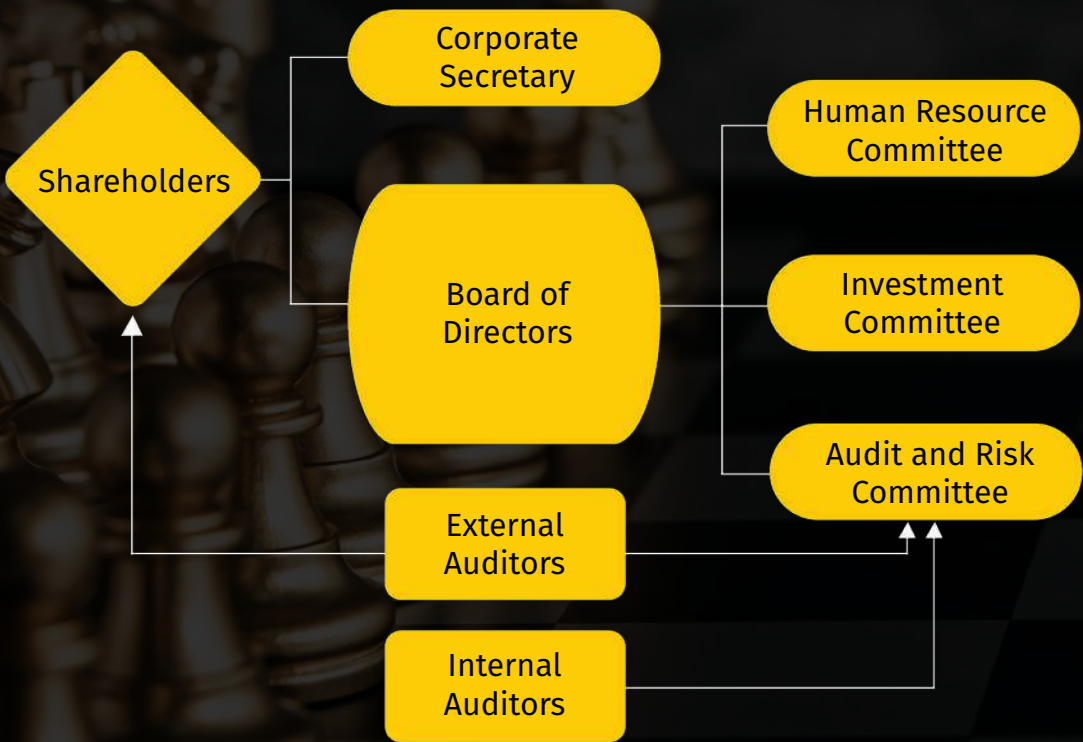 Corporate
Secretary
Shareholders
Human Resource
Committee
Board of
Directors
Investment
Committee
Audit and Risk
Committee
External
Auditors
Internal
Auditors